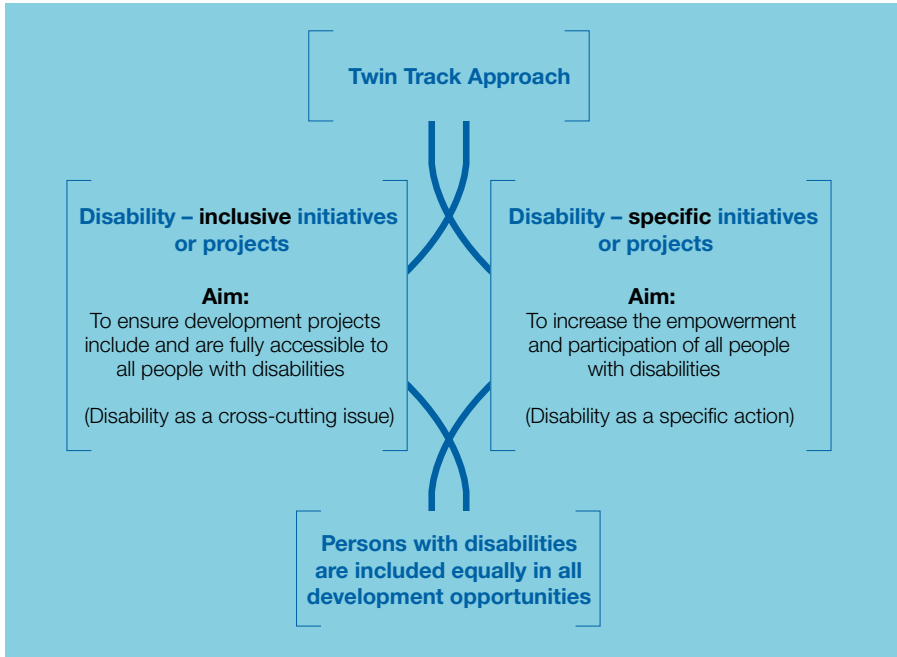 Twin Track Approach
Disability – inclusive initiatives
or projects
Aim:
To ensure development projects
include and are fully accessible to
all people with disabilities
(Disability as a cross-cutting issue)
Disability – specific initiatives
or projects
Aim:
To increase the empowerment
and participation of all people
with disabilities
(Disability as a specific action)
Persons with disabilities
are included equally in all
development opportunities